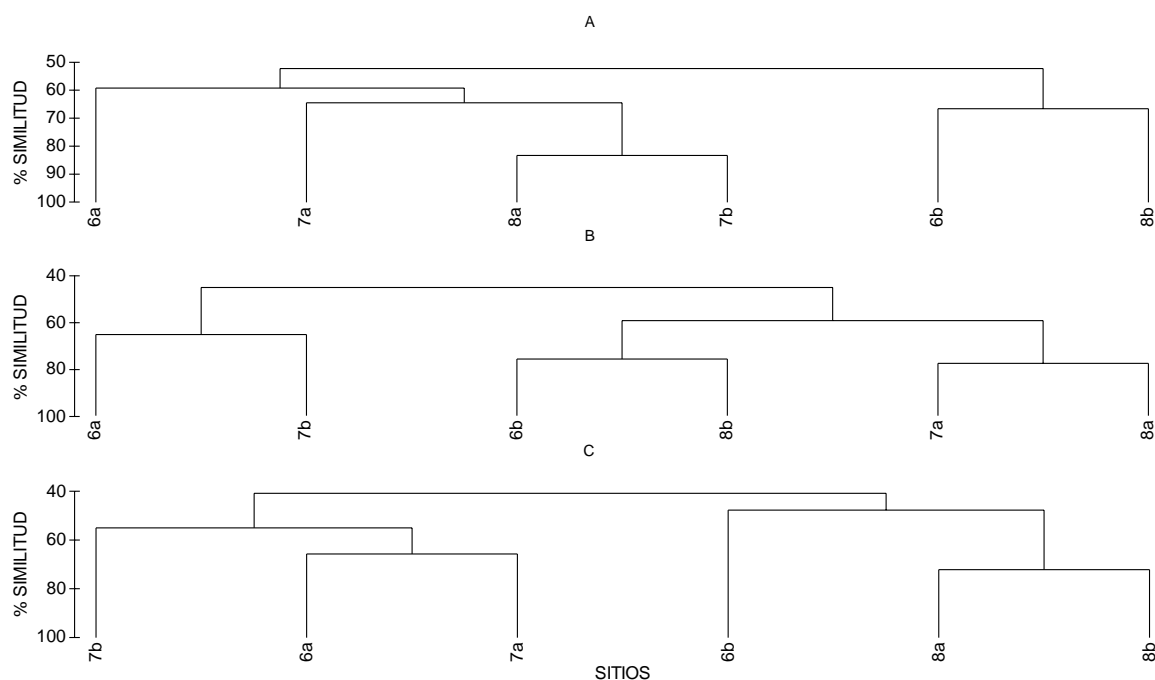 A
% SIMILITUD
50
60
70
80
90
100
6a 7a 8a 7b 6b 8b
B
% SIMILITUD
40
60
80
100
6a 7b 6b 8b 7a 8a
C
% SIMILITUD
40
60
80
100
7b 6a 7a 6b 8a 8b
SITIOS